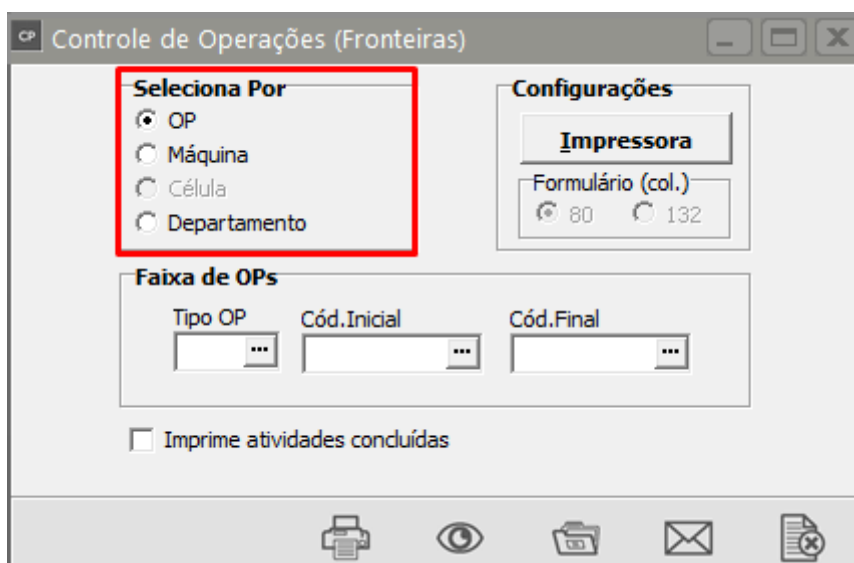 CP Controle de Operações (Fronteiras)
Seleciona Por
OP
Máquina
Célula
Departamento
Configurações
Impressora
Formulário (col.)
80 132
Faixa de OPs
Tipo OP Cód.Inicial Cód.Final
... ... ...
Imprime atividades concluídas